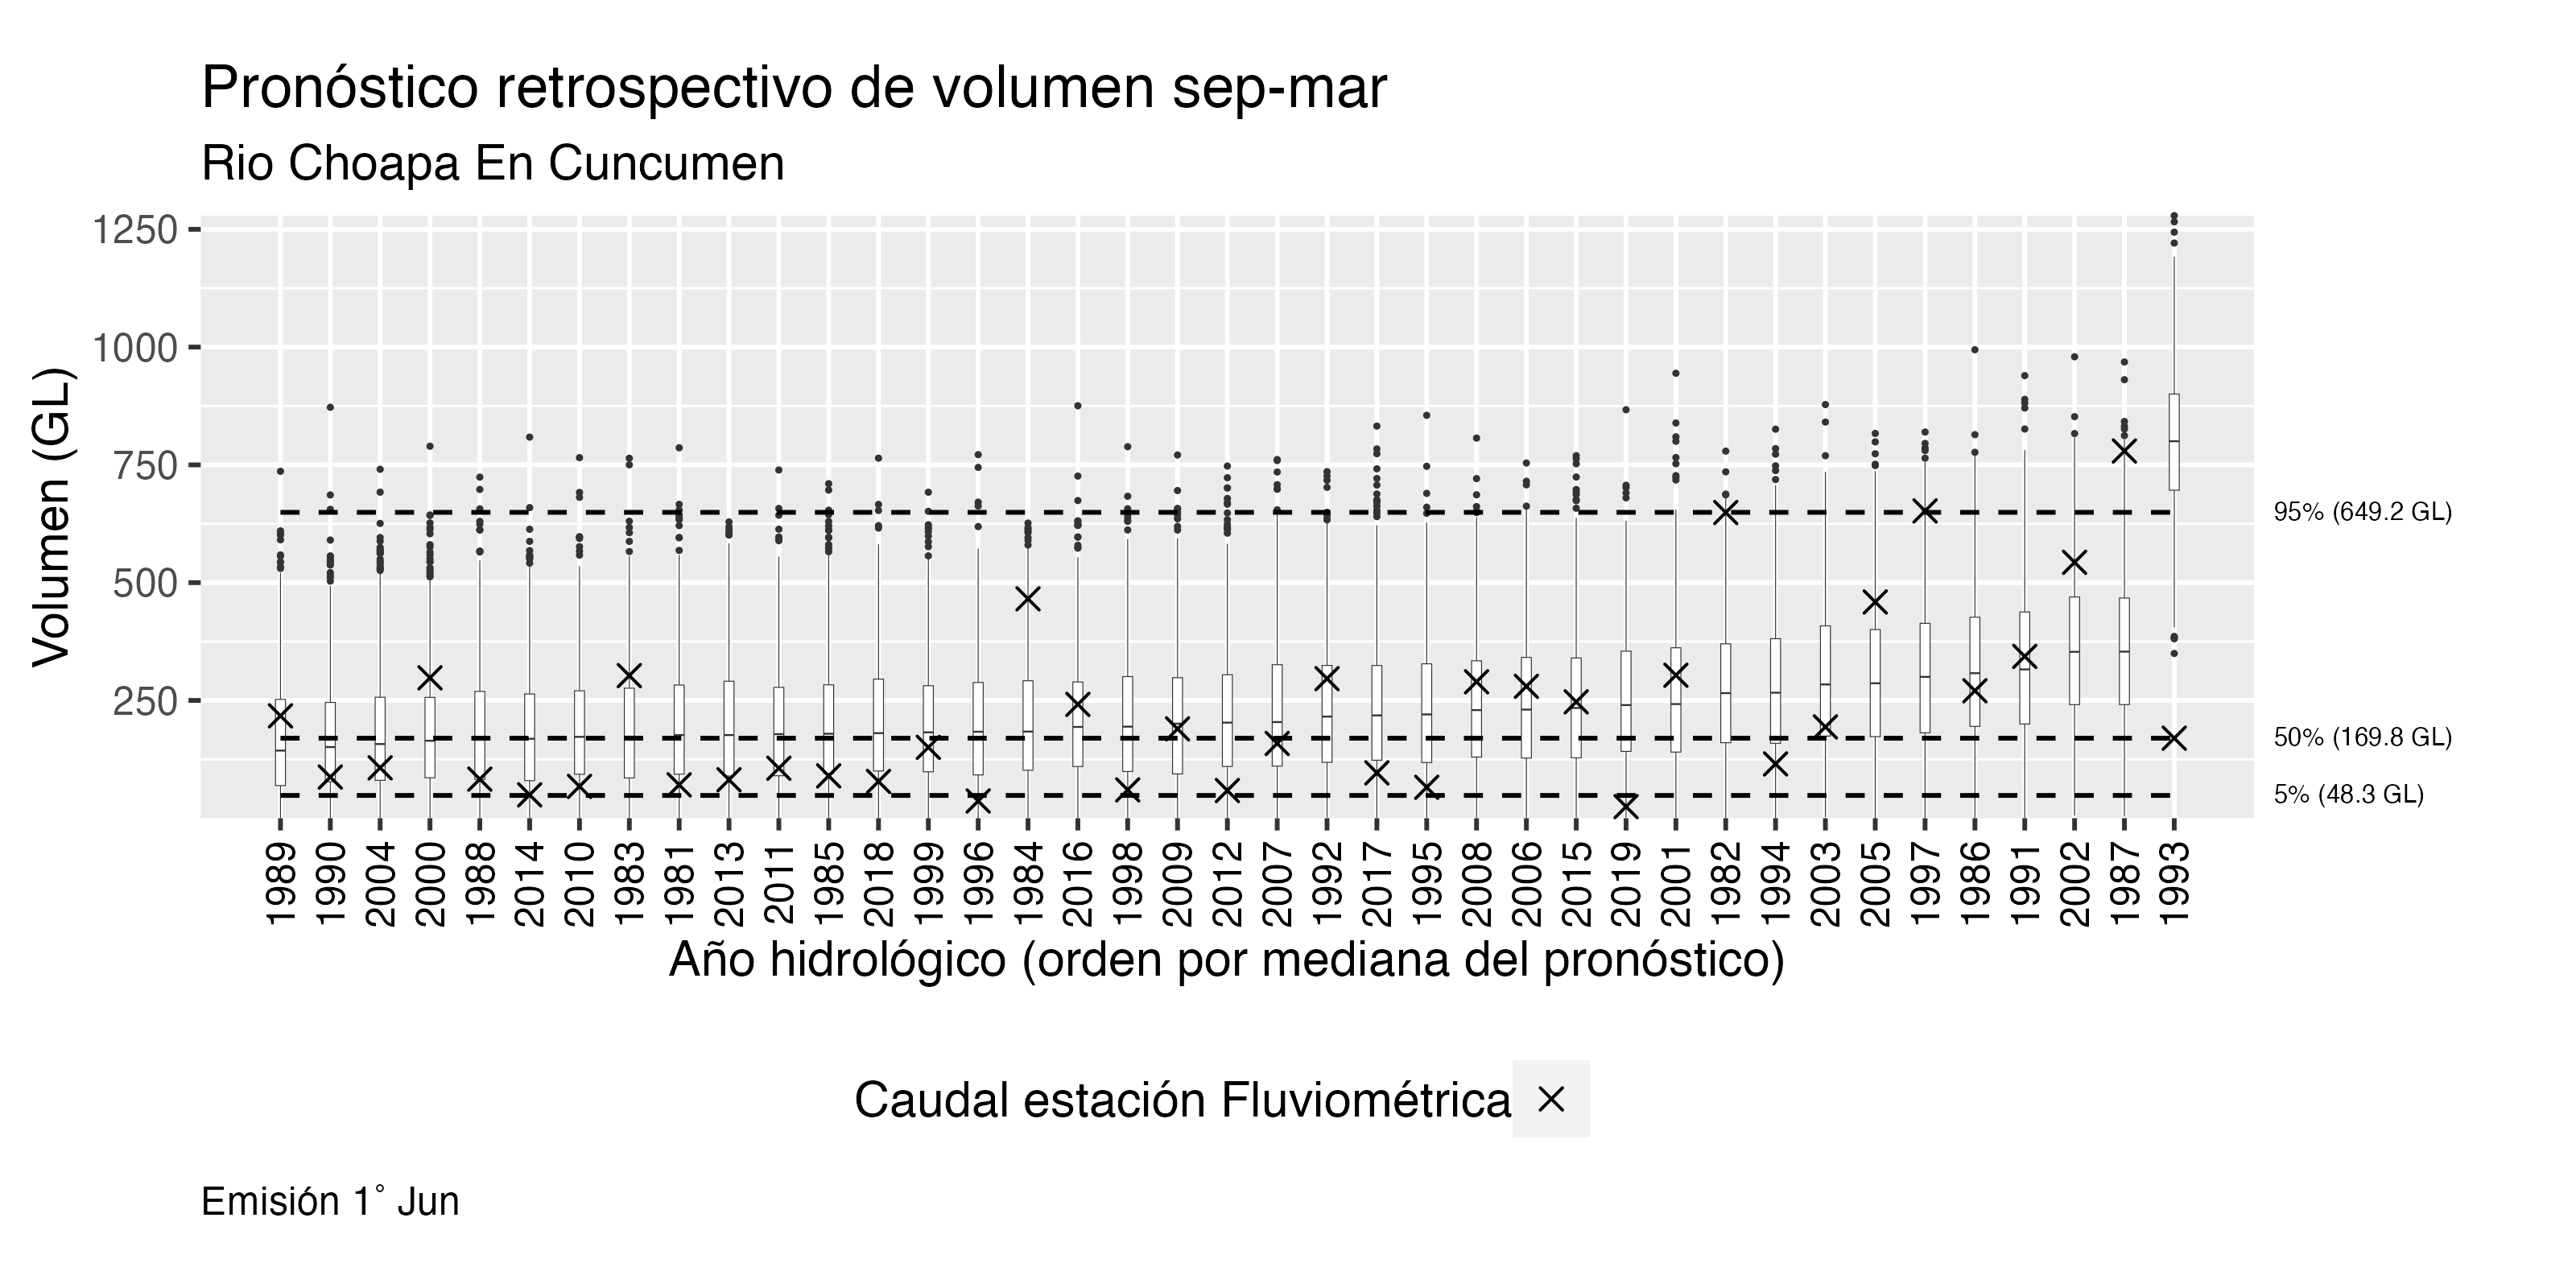 Pronóstico retrospectivo de volumen sep-mar
Rio Choapa En Cuncumen
Volumen (GL)
1250
1000
750
500
250
95% (649.2 GL)
50% (169.8 GL)
5% (48.3 GL)
1989 1990 2004 2000 1988 2014 2010 1983 1981 2013 2011 1985 2018 1999 1996 1984 2016 1998 2009 2012 2007 1992 2017 1995 2008 2006 2015 2019 2001 1982 1994 2003 2005 1997 1986 1991 2002 1987 1993
Año hidrológico (orden por mediana del pronóstico)
Caudal estación Fluviométrica
Emisión 1° Jun